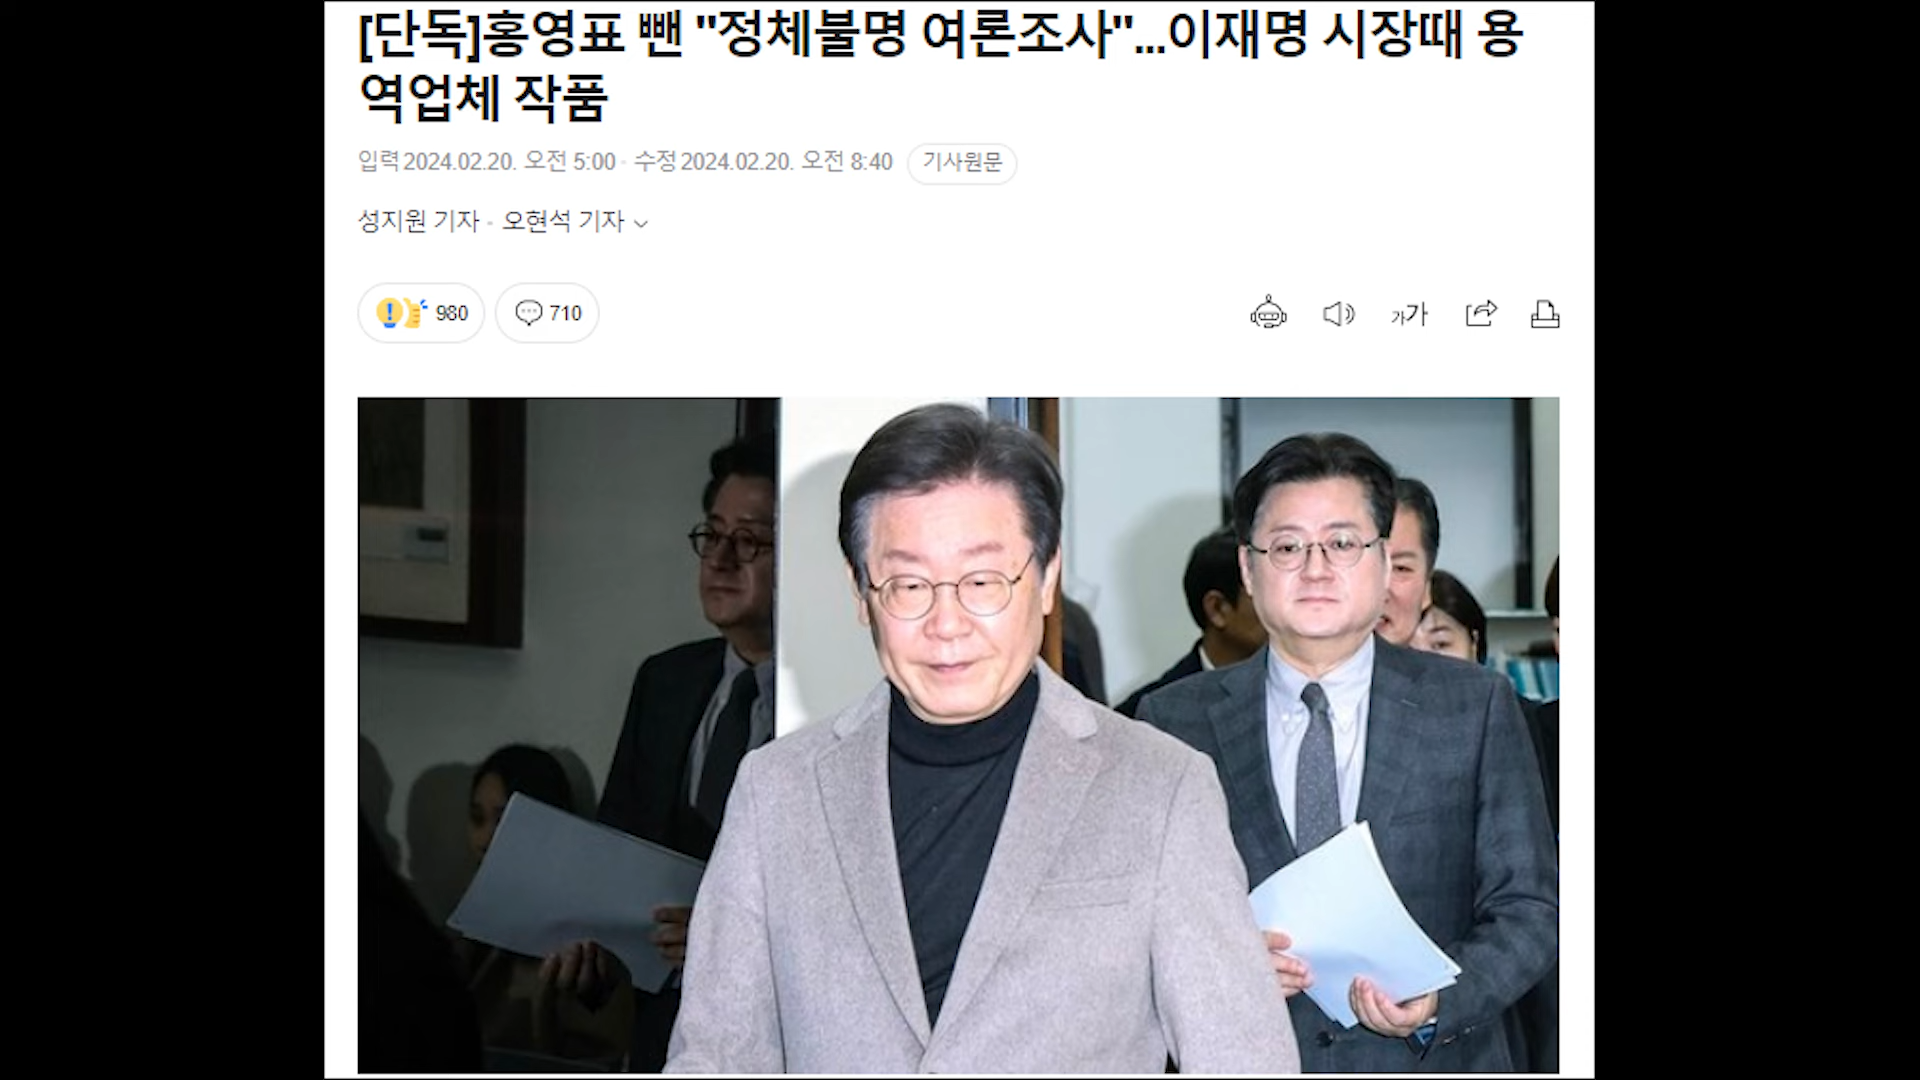 [단독]홍영표 뺀 "정체불명 여론조사"...이재명 시장때 용
역업체 작품
입력 2024.02.20. 오전 5:00 · 수정 2024.02.20. 오전 8:40 기사원문
성지원 기자 · 오현석 기자
980 710 가가